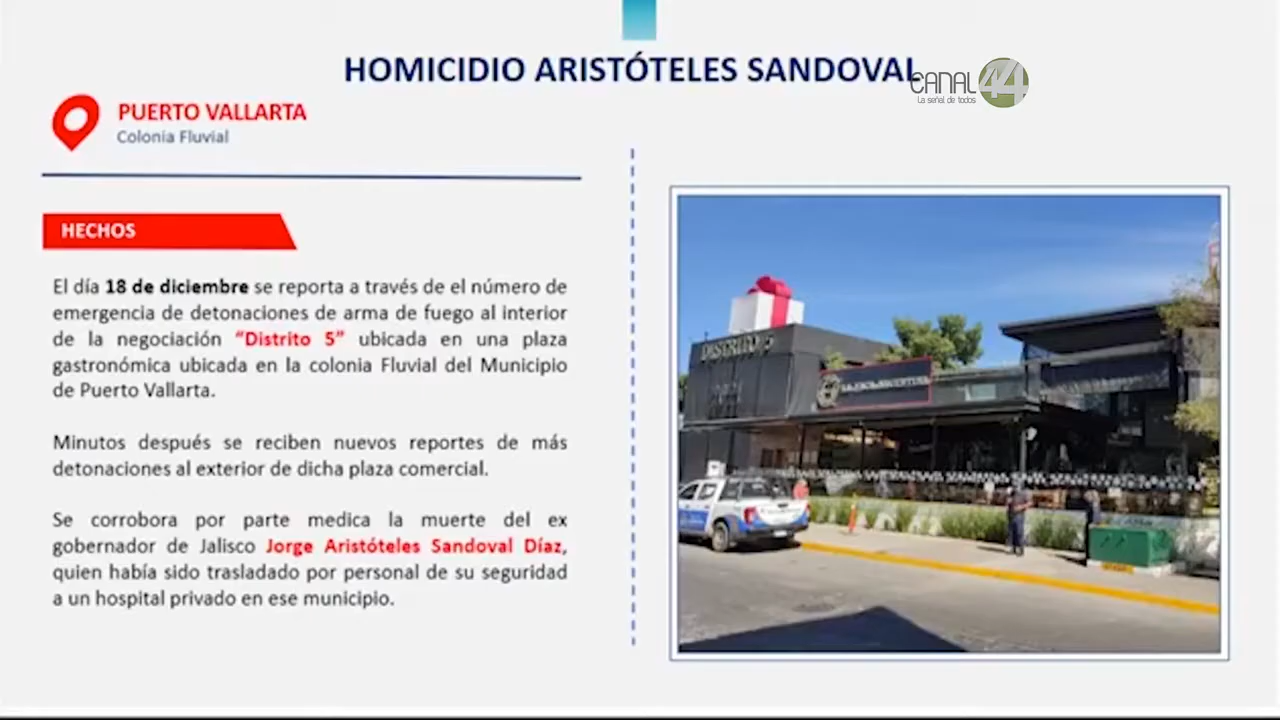 HOMICIDIO ARISTÓTELES SANDOVAL
CANAL 44
La señal de todos
PUERTO VALLARTA
Colonia Fluvial
HECHOS
El día 18 de diciembre se reporta a través de el número de
emergencia de detonaciones de arma de fuego al interior
de la negociación “Distrito 5” ubicada en una plaza
gastronómica ubicada en la colonia Fluvial del Municipio
de Puerto Vallarta.
Minutos después se reciben nuevos reportes de más
detonaciones al exterior de dicha plaza comercial.
Se corrobora por parte medica la muerte del ex
gobernador de Jalisco Jorge Aristóteles Sandoval Díaz,
quien había sido trasladado por personal de su seguridad
a un hospital privado en ese municipio.
DISTRITO 5